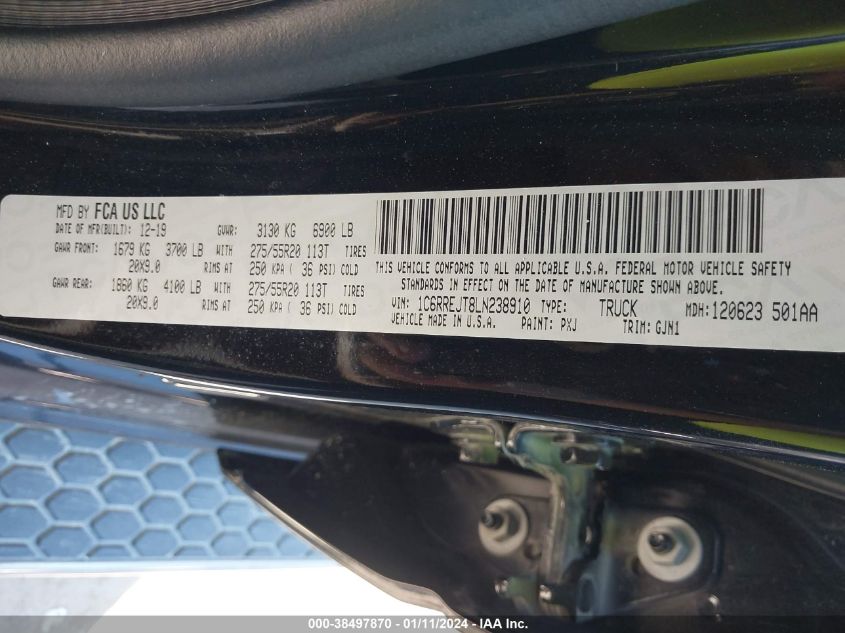 MFD BY FCA US LLC
DATE OF MFR(BUILT): 12-19 GVWR: 3130 KG 6900 LB
GAWR FRONT: 1679 KG 3700 LB WITH 275/55R20 113T TIRES
20X9.0 RIMS AT 250 KPA ( 36 PSI) COLD
GAWR REAR: 1860 KG 4100 LB WITH 275/55R20 113T TIRES
20X9.0 RIMS AT 250 KPA ( 36 PSI) COLD
THIS VEHICLE CONFORMS TO ALL APPLICABLE U.S.A. FEDERAL MOTOR VEHICLE SAFETY
STANDARDS IN EFFECT ON THE DATE OF MANUFACTURE SHOWN ABOVE.
VIN: 1C6RREJT8LN238910 TYPE: TRUCK MDH:120623 501AA
VEHICLE MADE IN U.S.A. PAINT: PXJ TRIM: GJN1
000-38497870 - 01/11/2024 - IAA Inc.